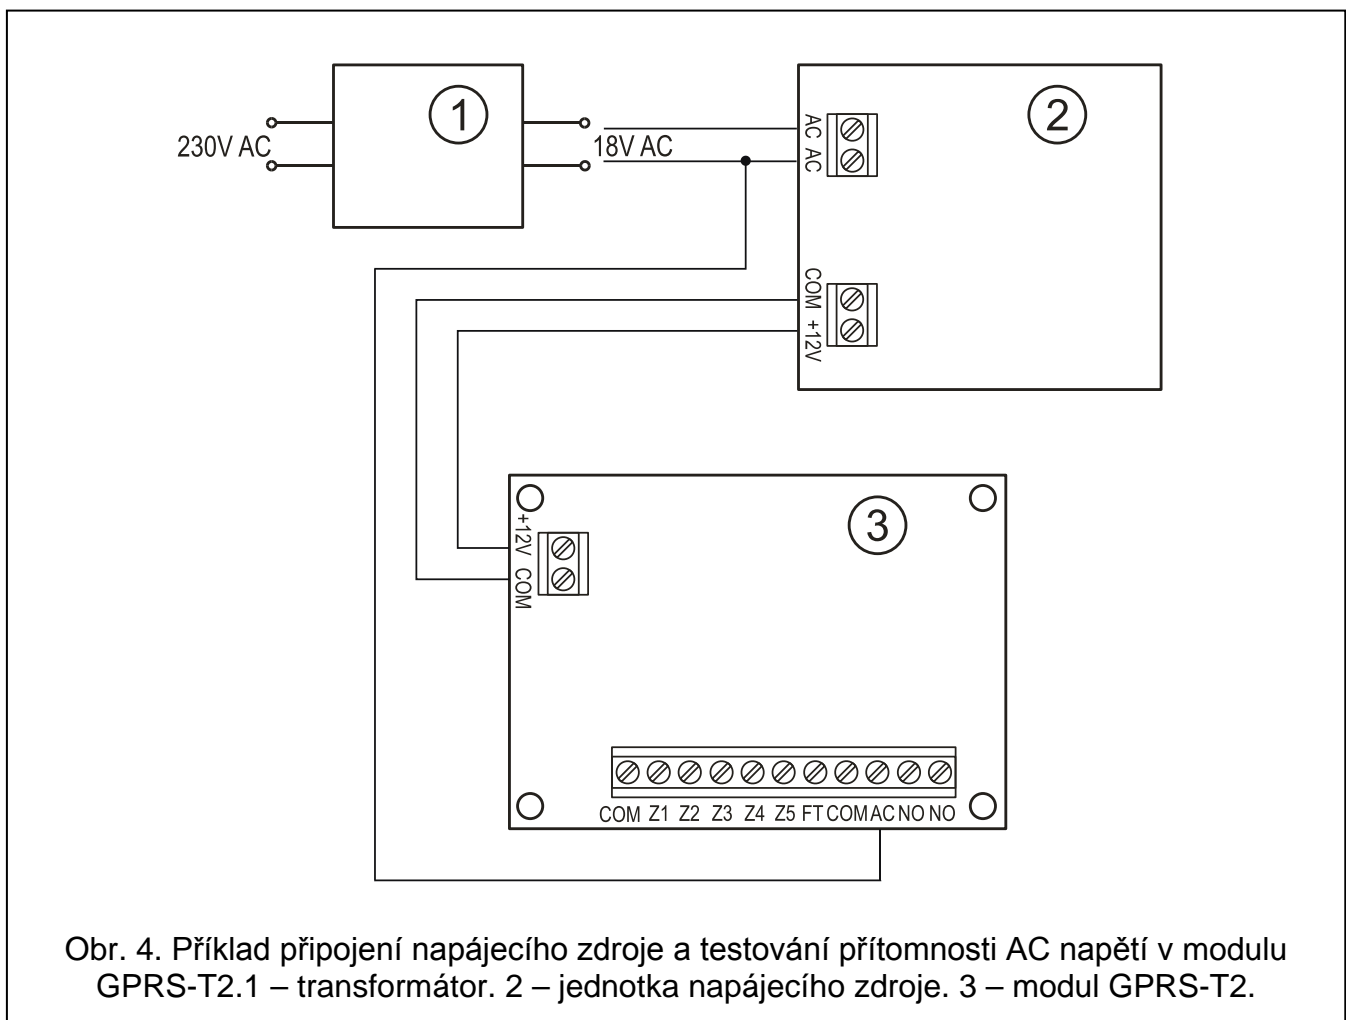 1
2
230V AC
18V AC
AC AC
COM +12V
3
+12V COM
COM Z1 Z2 Z3 Z4 Z5 FT COM AC NO NO
Obr. 4. Příklad připojení napájecího zdroje a testování přítomnosti AC napětí v modulu
GPRS-T2.1 – transformátor. 2 – jednotka napájecího zdroje. 3 – modul GPRS-T2.